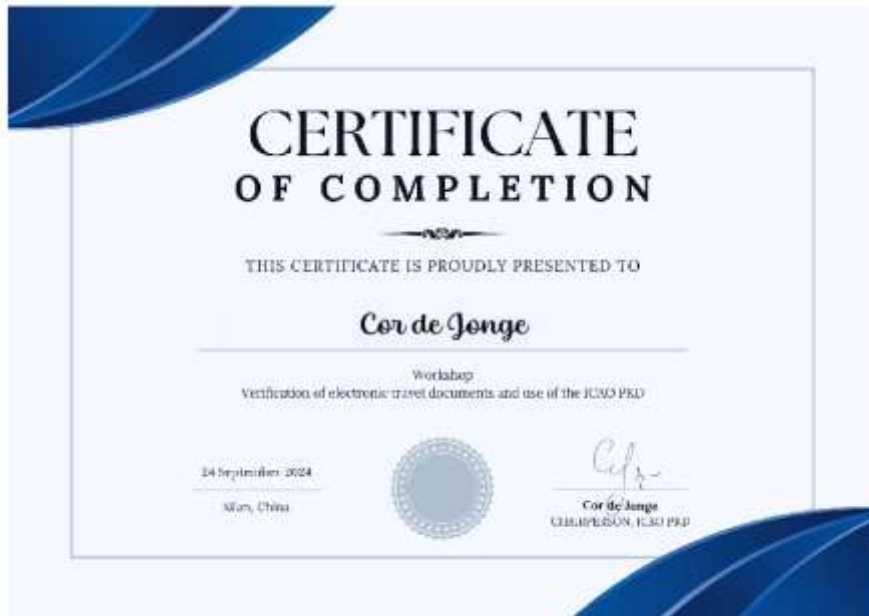 CERTIFICATE
OF COMPLETION
THIS CERTIFICATE IS PROUDLY PRESENTED TO
Cor de Jonge
Workshop
Verification of electronic travel documents and use of the ICAO PKD
24 September 2024
Xi'an, China
Cor de Jonge
CHAIRPERSON, ICAO PKD